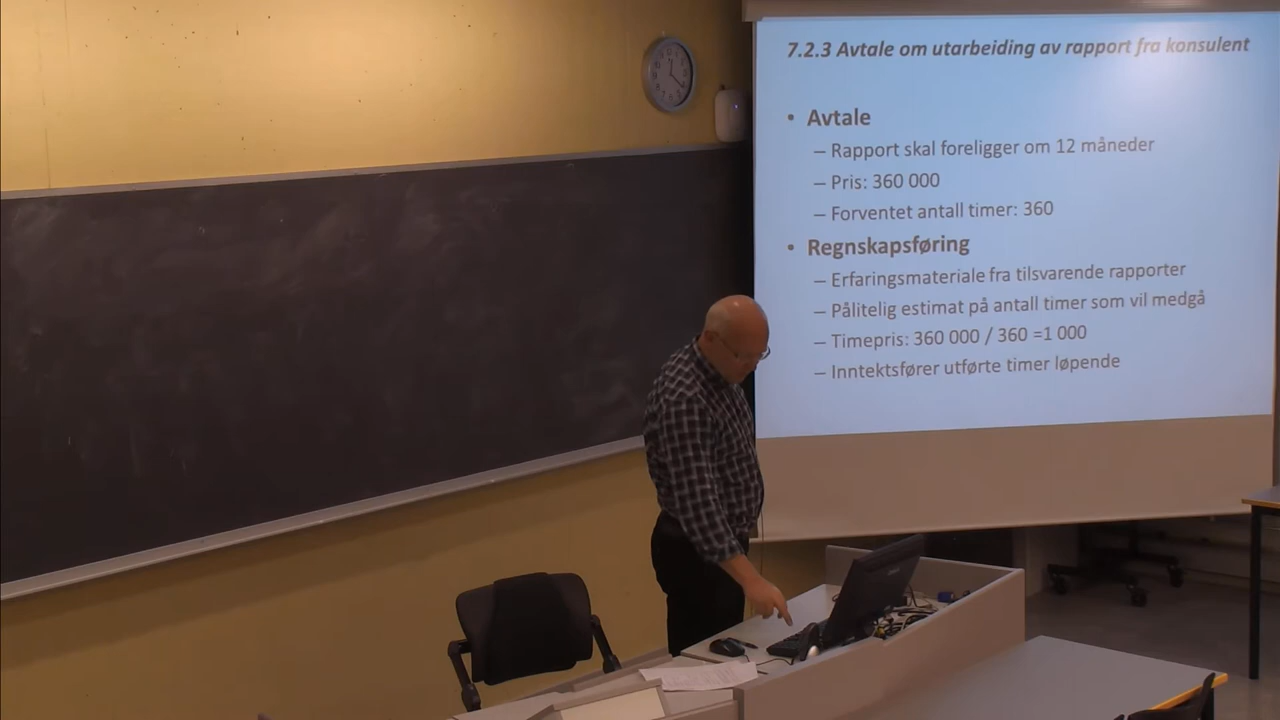 7.2.3 Avtale om utarbeiding av rapport fra konsulent
• Avtale
– Rapport skal foreligger om 12 måneder
– Pris: 360 000
– Forventet antall timer: 360
• Regnskapsføring
– Erfaringsmateriale fra tilsvarende rapporter
– Pålitelig estimat på antall timer som vil medgå
– Timepris: 360 000 / 360 =1 000
– Inntektsfører utførte timer løpende